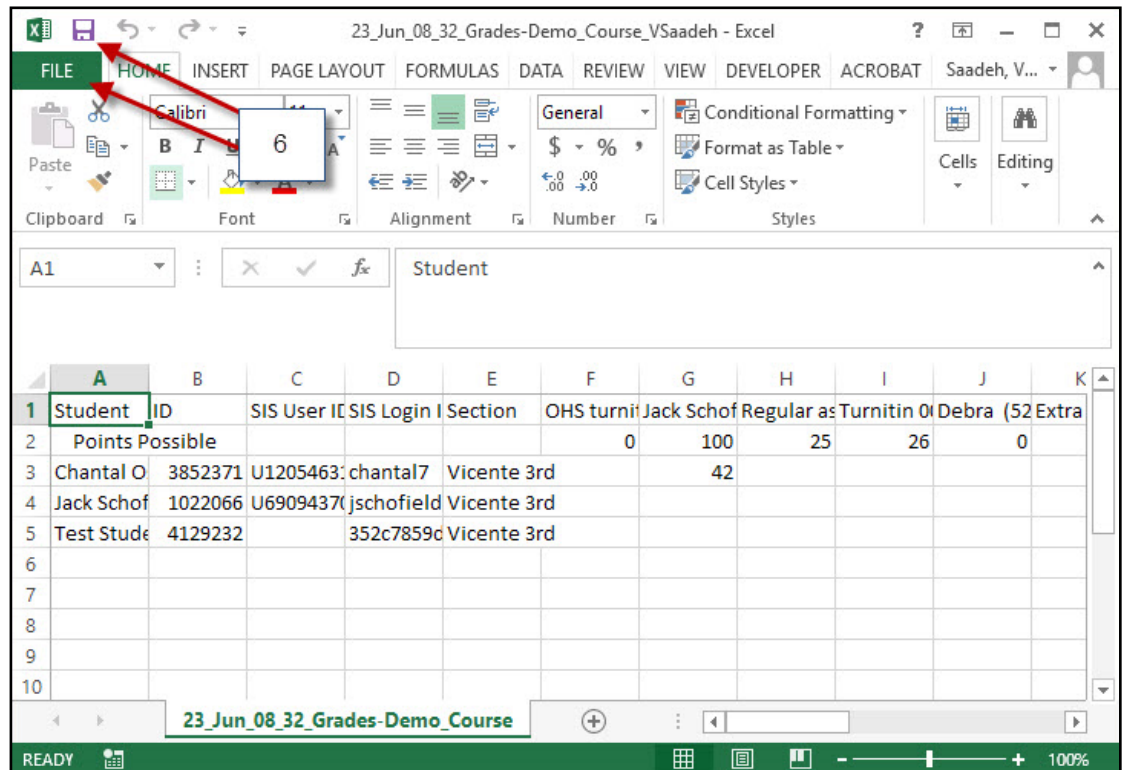 23_Jun_08_32_Grades-Demo_Course_VSaadeh - Excel ?
FILE HOME INSERT PAGE LAYOUT FORMULAS DATA REVIEW VIEW DEVELOPER ACROBAT Saadeh, V...
Calibri General Conditional Formatting
B I U 6 A $ % , Format as Table
Paste Cells Editing
A .00 .0 Cell Styles
Clipboard Font Alignment Number Styles
A1 fx Student
A B C D E F G H I J K
1 Student ID SIS User ID SIS Login I Section OHS turnit Jack Schof Regular as Turnitin 0 Debra (52 Extra
2 Points Possible 0 100 25 26 0
3 Chantal O 3852371 U12054631 chantal7 Vicente 3rd 42
4 Jack Schof 1022066 U69094370 jschofield Vicente 3rd
5 Test Stude 4129232 352c7859d Vicente 3rd
6
7
8
9
10
23_Jun_08_32_Grades-Demo_Course
READY 100%